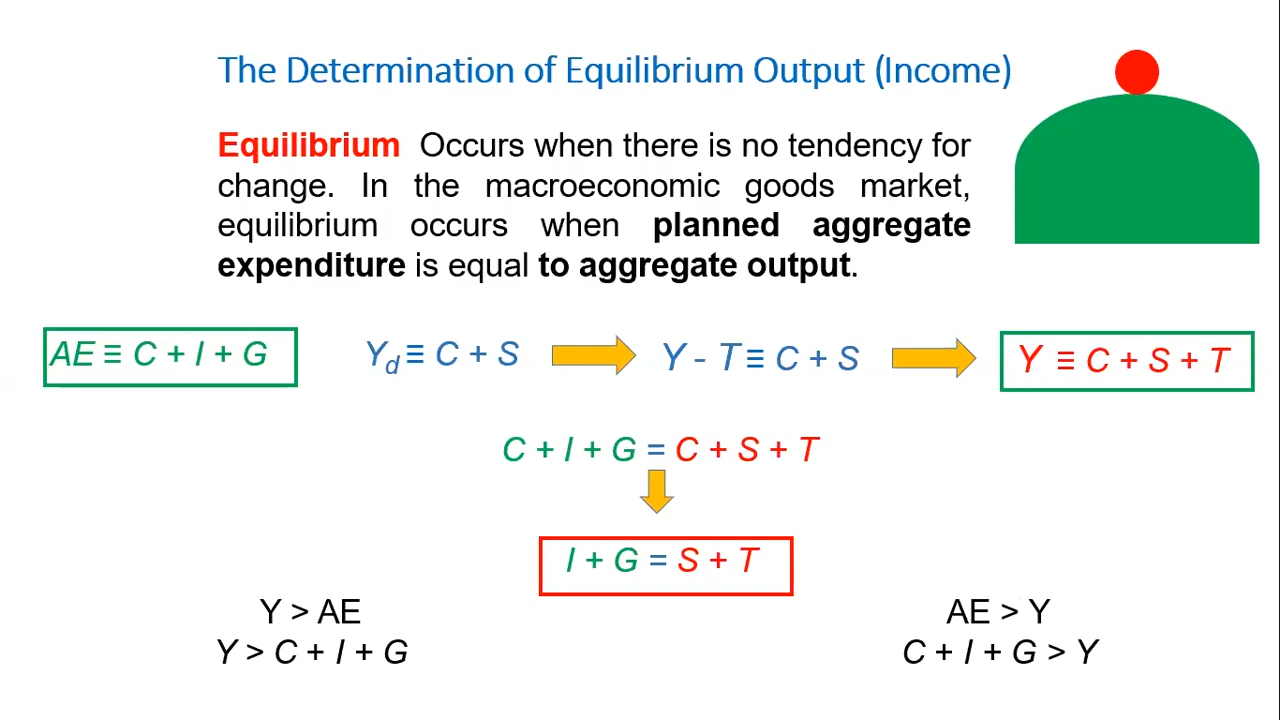 The Determination of Equilibrium Output (Income)
Equilibrium Occurs when there is no tendency for
change. In the macroeconomic goods market,
equilibrium occurs when planned aggregate
expenditure is equal to aggregate output.
AE ≡ C + I + G
Yd ≡ C + S
Y - T ≡ C + S
Y ≡ C + S + T
C + I + G = C + S + T
I + G = S + T
Y > AE
Y > C + I + G
AE > Y
C + I + G > Y